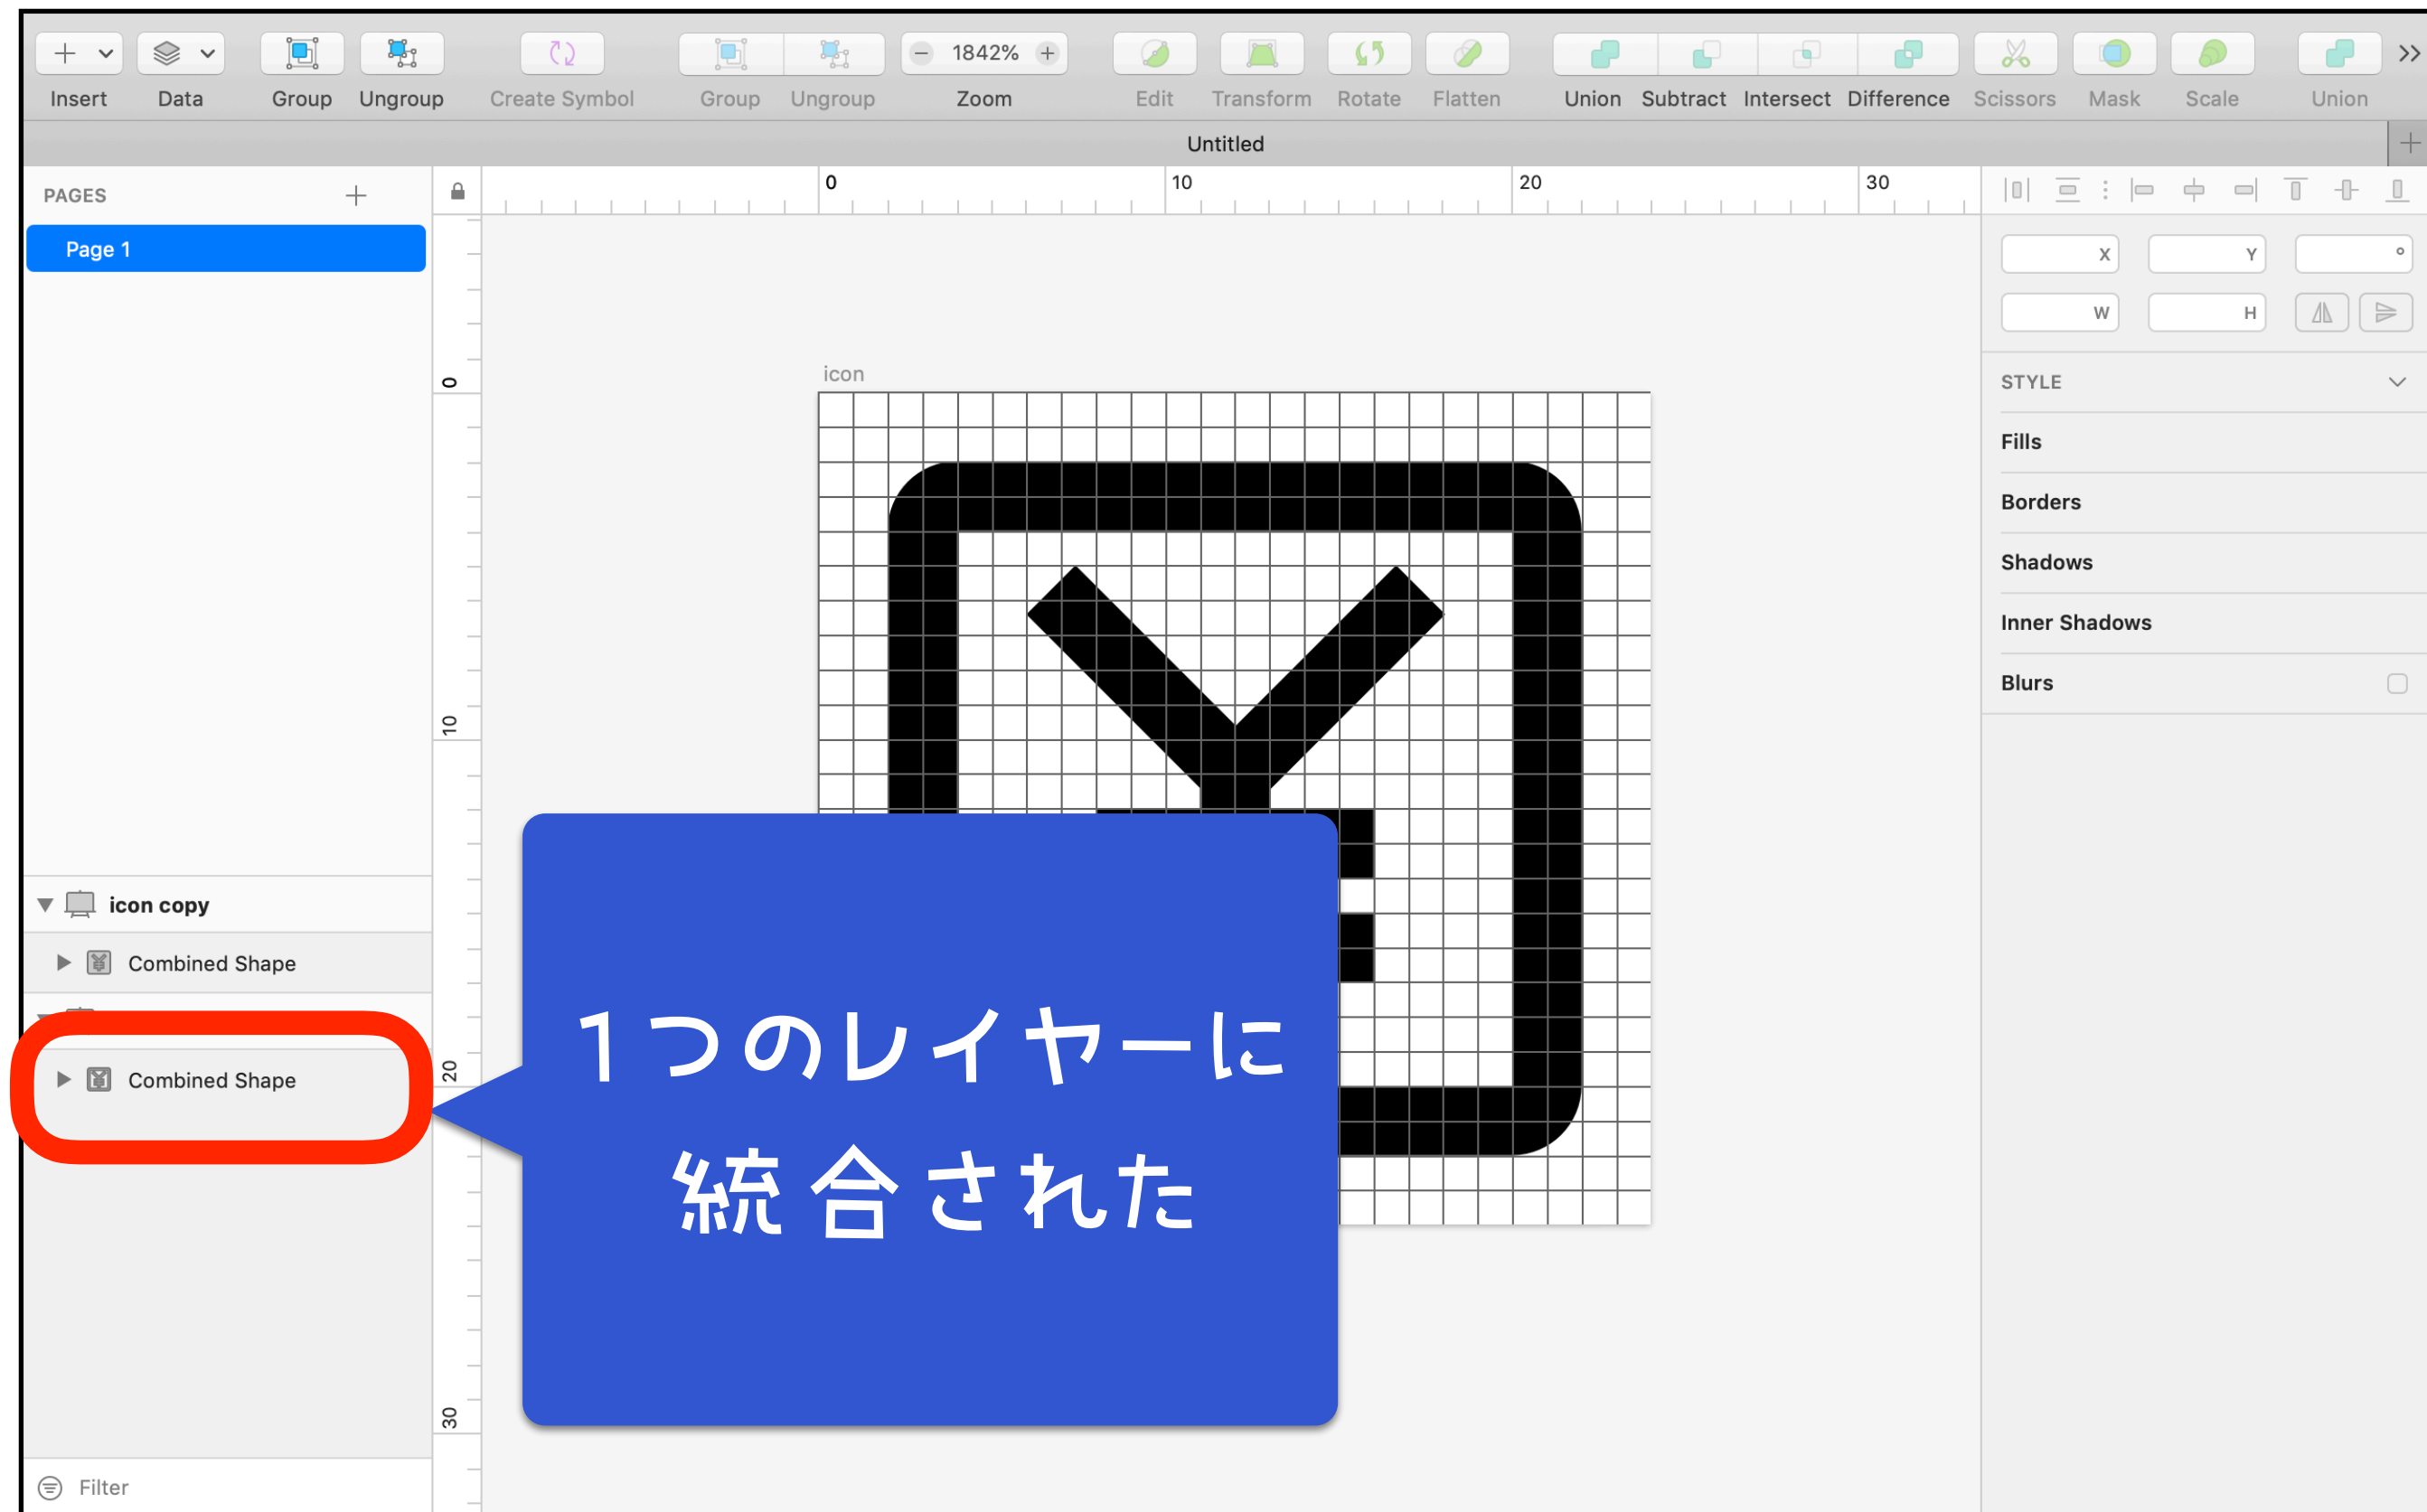 1842%
Insert Data Group Ungroup Create Symbol Group Ungroup Zoom Edit Transform Rotate Flatten Union Subtract Intersect Difference Scissors Mask Scale Union
Untitled
PAGES
Page 1
0 10 20 30
X Y °
W H
icon
STYLE
Fills
Borders
Shadows
Inner Shadows
Blurs
0
10
20
30
icon copy
Combined Shape
Combined Shape
1つのレイヤーに
統合された
Filter